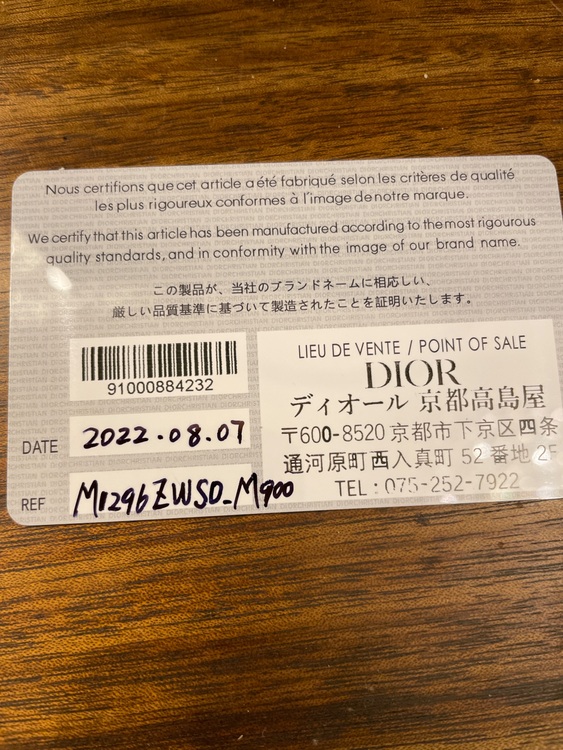 Nous certifions que cet article a été fabriqué selon les critères de qualité
les plus rigoureux conformes à l'image de notre marque.
We certify that this article has been manufactured according to the most rigourous
quality standards, and in conformity with the image of our brand name.
この製品が、当社のブランドネームに相応しい、
厳しい品質基準に基づいて製造されたことを証明いたします。
91000884232
DATE 2022.08.07
REF M1296ZWSO_M900
LIEU DE VENTE / POINT OF SALE
DIOR
ディオール 京都高島屋
〒600-8520 京都市下京区四条
通河原町西入真町 52 番地 2F
TEL : 075-252-7922